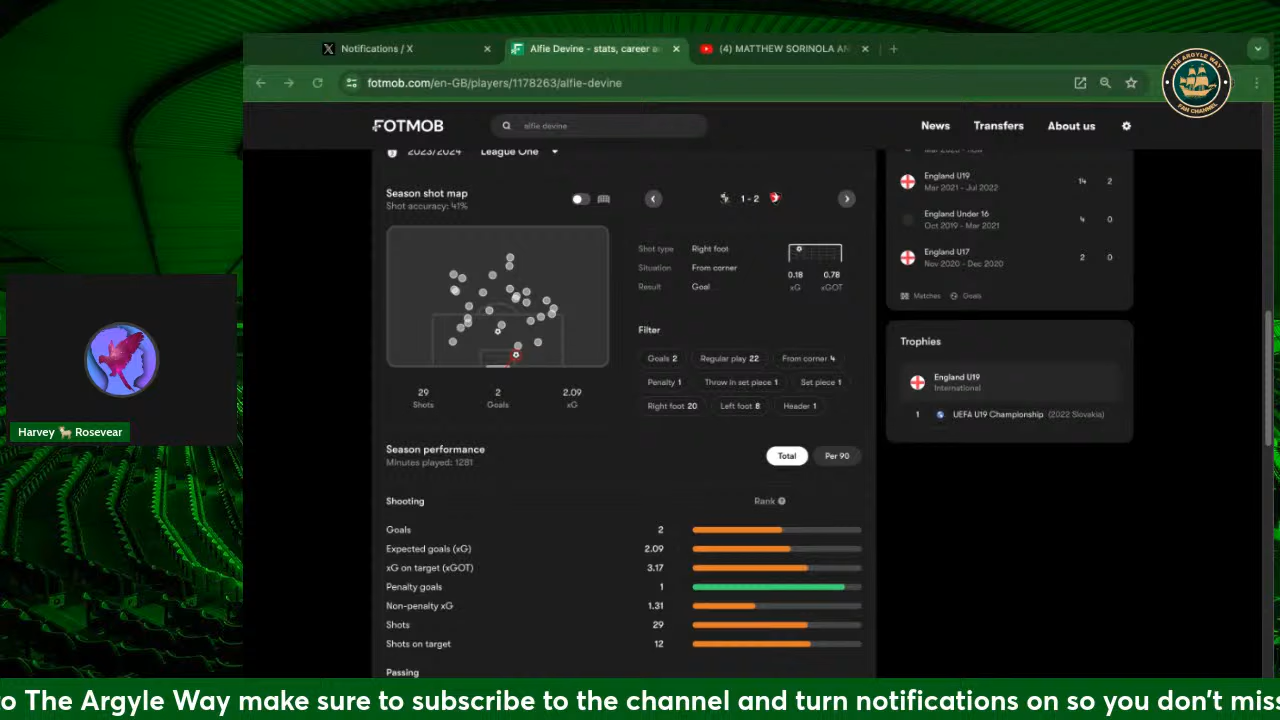 Notifications / X
Alfie Devine - stats, career an
(4) MATTHEW SORINOLA AN
fotmob.com/en-GB/players/1178263/alfie-devine
THE ARGYLE WAY
FAN CHANNEL
FOTMOB
alfie devine
News
Transfers
About us
2023/2024
League One
Season shot map
Shot accuracy: 41%
1 - 2
Shot type Right foot
Situation From corner
Result Goal
0.18 0.78
xG xGOT
29 2 2.09
Shots Goals xG
Filter
Goals 2 Regular play 22 From corner 4
Penalty 1 Throw in set piece 1 Set piece 1
Right foot 20 Left foot 8 Header 1
Season performance
Minutes played: 1281
Total Per 90
Shooting Rank
Goals 2
Expected goals (xG) 2.09
xG on target (xGOT) 3.17
Penalty goals 1
Non-penalty xG 1.31
Shots 29
Shots on target 12
Passing
England U19 14 2
Mar 2021 - Jul 2022
England Under 16 4 0
Oct 2019 - Mar 2021
England U17 2 0
Nov 2020 - Dec 2020
Matches Goals
Trophies
England U19
International
1 UEFA U19 Championship (2022 Slovakia)
Harvey 🐐 Rosevear
o The Argyle Way make sure to subscribe to the channel and turn notifications on so you don't miss